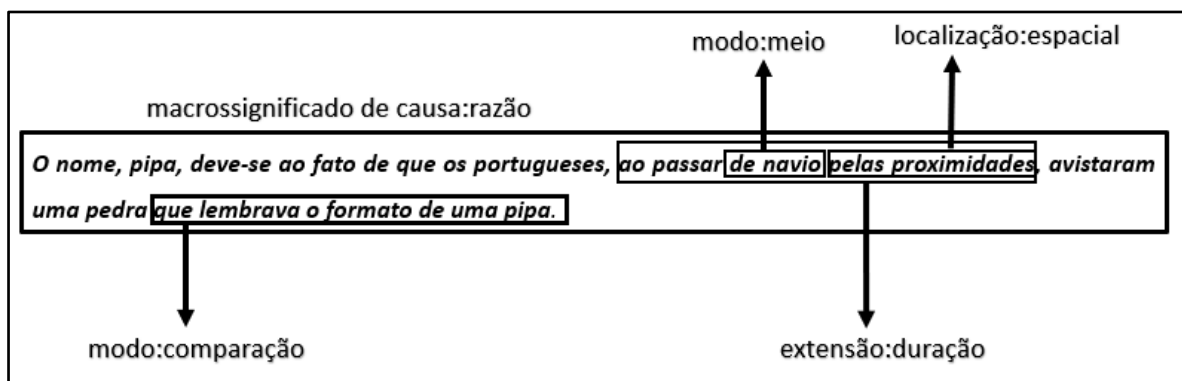 modo:meio
localização:espacial
macrossignificado de causa:razão
O nome, pipa, deve-se ao fato de que os portugueses, ao passar de navio pelas proximidades, avistaram
uma pedra que lembrava o formato de uma pipa.
modo:comparação
extensão:duração